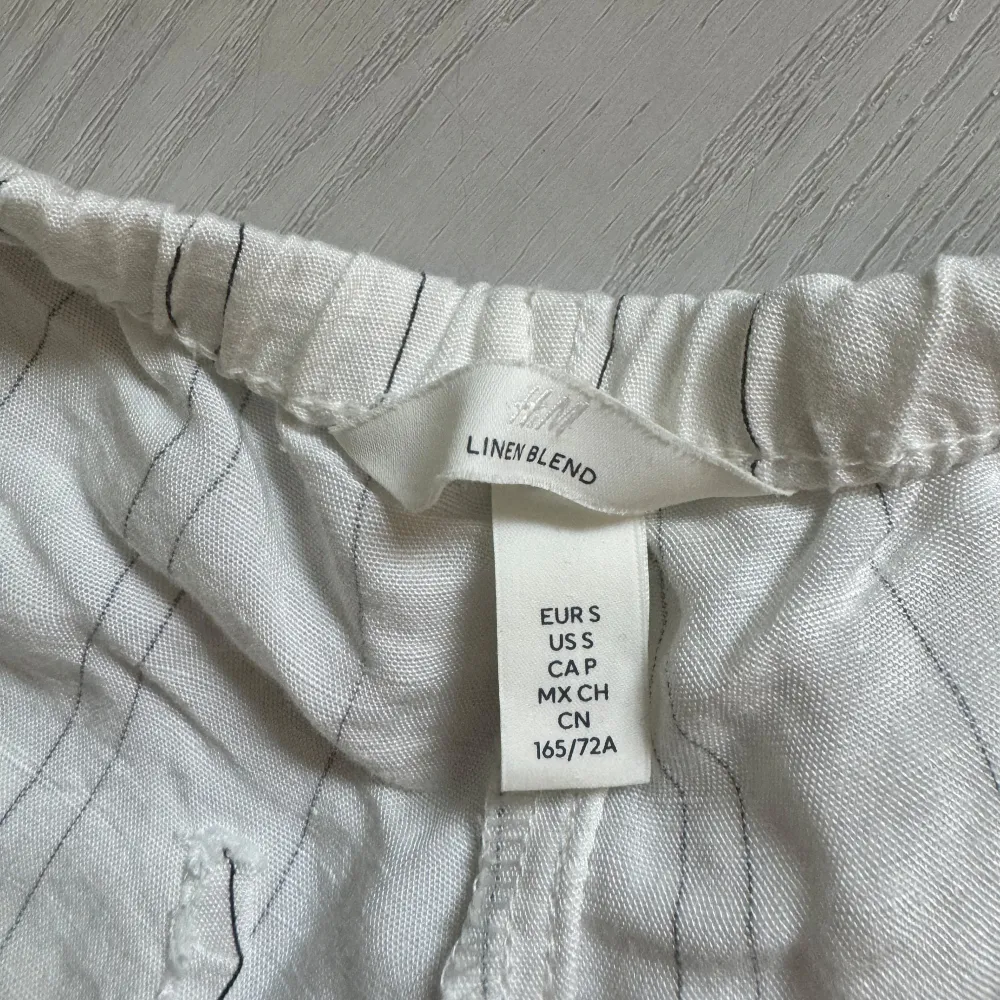 H&M
LINEN BLEND
EUR S
US S
CA P
MX CH
CN
165/72A